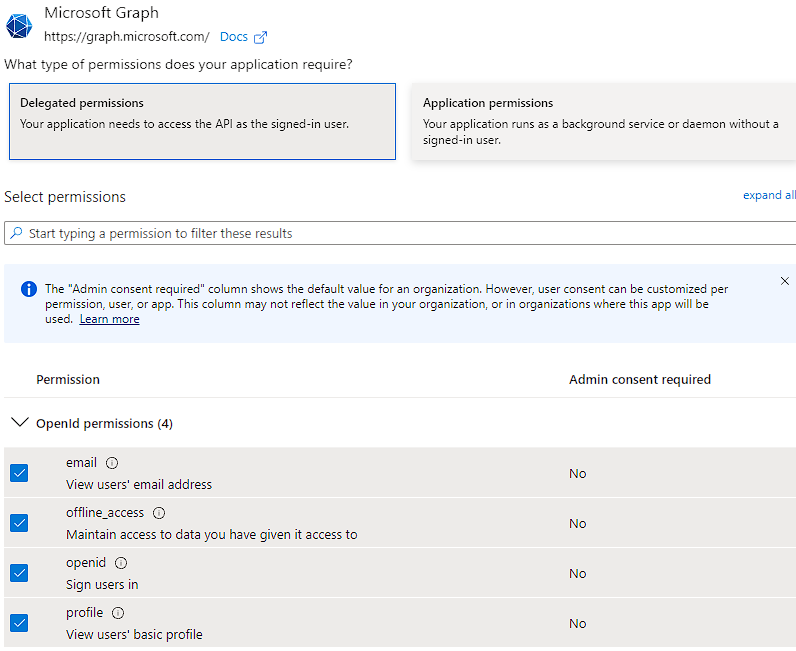 Microsoft Graph
https://graph.microsoft.com/ Docs
What type of permissions does your application require?
Delegated permissions
Your application needs to access the API as the signed-in user.
Application permissions
Your application runs as a background service or daemon without a
signed-in user.
Select permissions
expand all
Start typing a permission to filter these results
The "Admin consent required" column shows the default value for an organization. However, user consent can be customized per
permission, user, or app. This column may not reflect the value in your organization, or in organizations where this app will be
used. Learn more
Permission Admin consent required
OpenId permissions (4)
email
View users' email address
No
offline_access
Maintain access to data you have given it access to
No
openid
Sign users in
No
profile
View users' basic profile
No